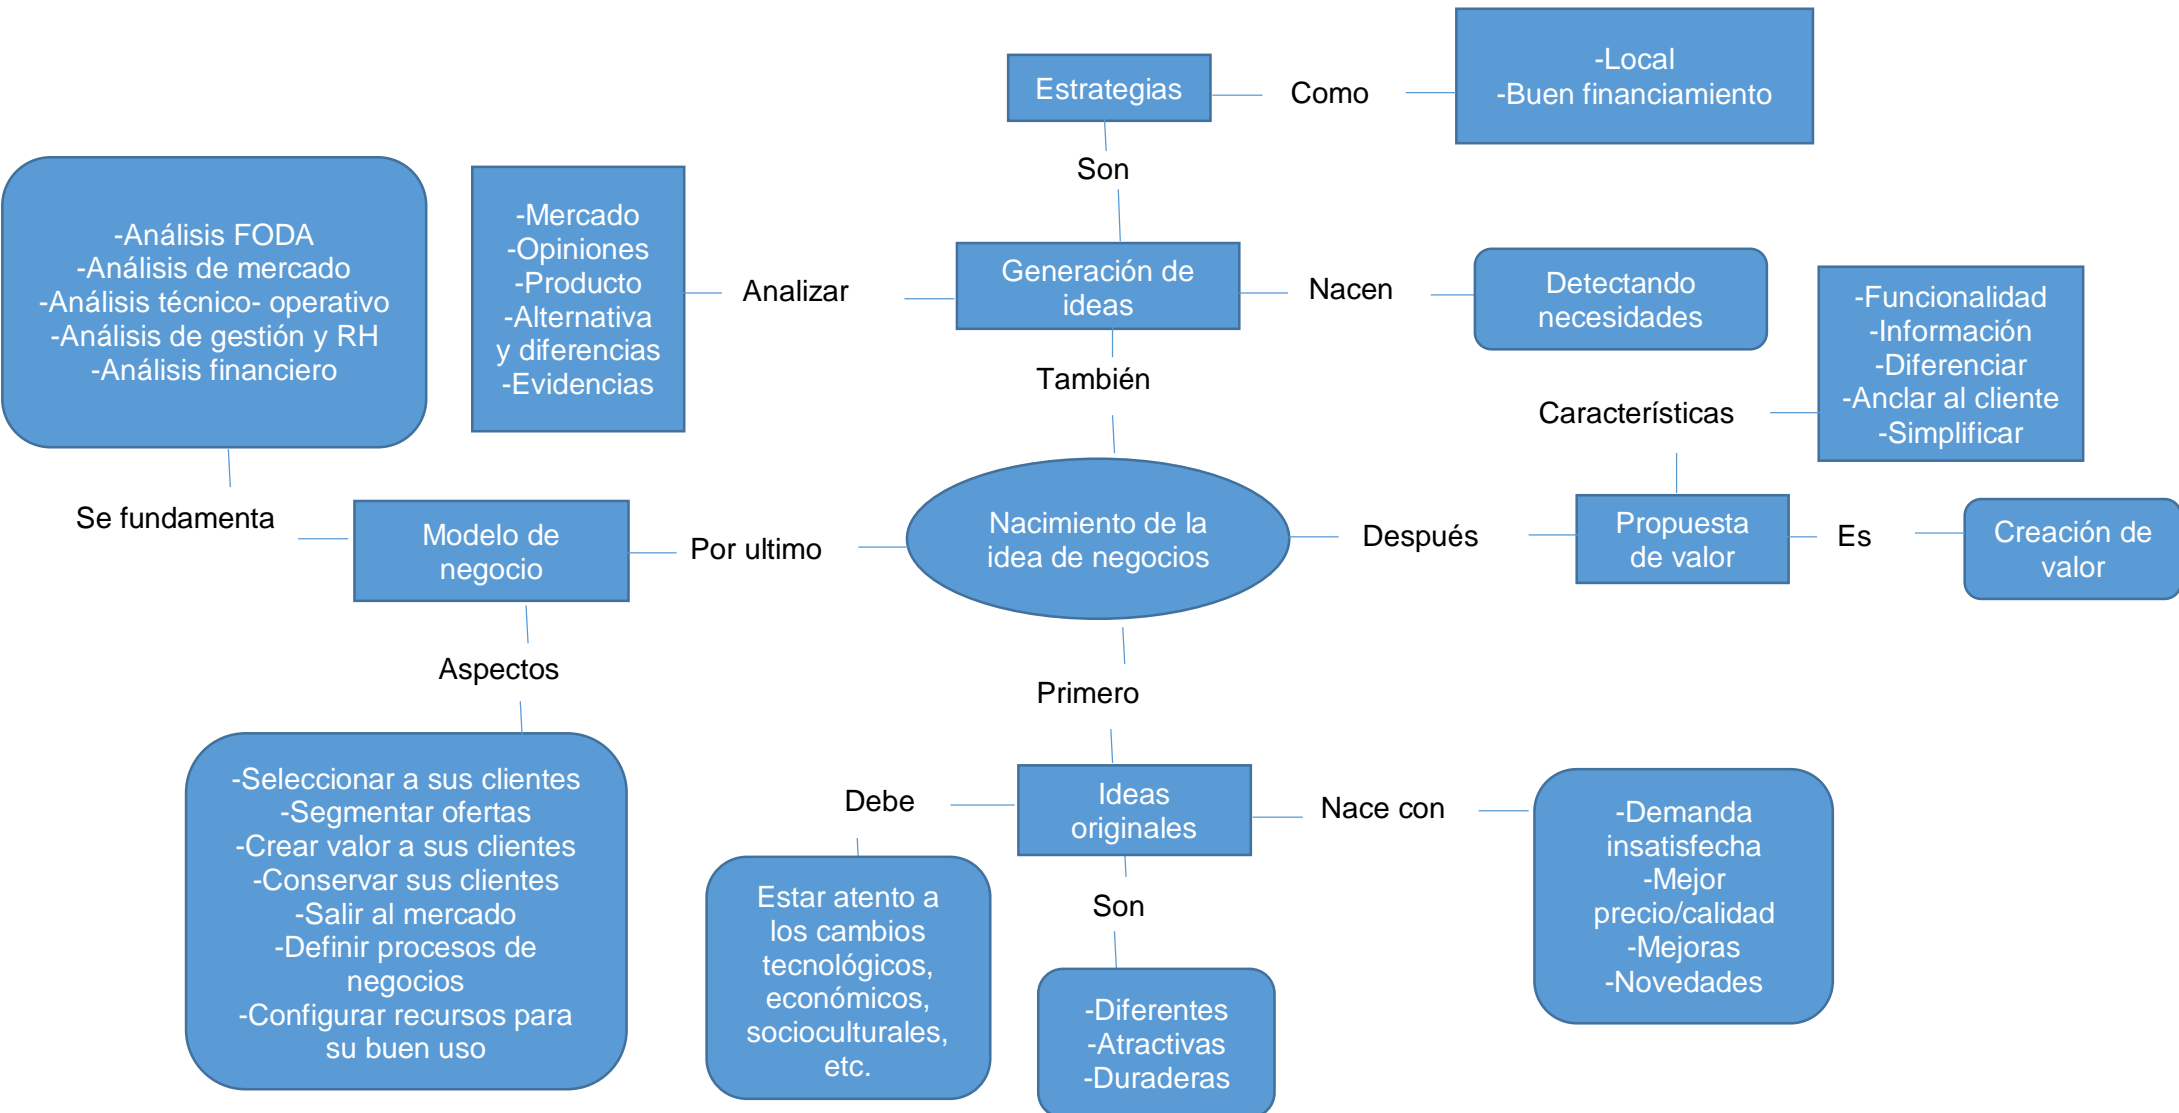 -Local
-Buen financiamiento
Estrategias
Como
Son
-Análisis FODA
-Análisis de mercado
-Análisis técnico- operativo
-Análisis de gestión y RH
-Análisis financiero
-Mercado
-Opiniones
-Producto
-Alternativa
y diferencias
-Evidencias
Analizar
Generación de
ideas
Nacen
Detectando
necesidades
-Funcionalidad
-Información
-Diferenciar
-Anclar al cliente
-Simplificar
También
Características
Se fundamenta
Modelo de
negocio
Por ultimo
Nacimiento de la
idea de negocios
Después
Propuesta
de valor
Es
Creación de
valor
Aspectos
Primero
-Seleccionar a sus clientes
-Segmentar ofertas
-Crear valor a sus clientes
-Conservar sus clientes
-Salir al mercado
-Definir procesos de
negocios
-Configurar recursos para
su buen uso
Debe
Ideas
originales
Nace con
-Demanda
insatisfecha
-Mejor
precio/calidad
-Mejoras
-Novedades
Estar atento a
los cambios
tecnológicos,
económicos,
socioculturales,
etc.
Son
-Diferentes
-Atractivas
-Duraderas